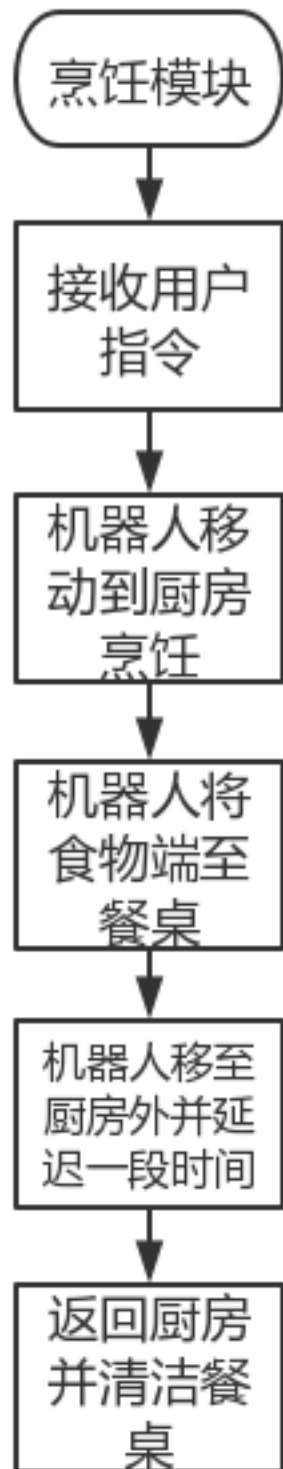 烹饪模块
接收用户
指令
机器人移
动到厨房
烹饪
机器人将
食物端至
餐桌
机器人移至
厨房外并延
迟一段时间
返回厨房
并清洁餐
桌